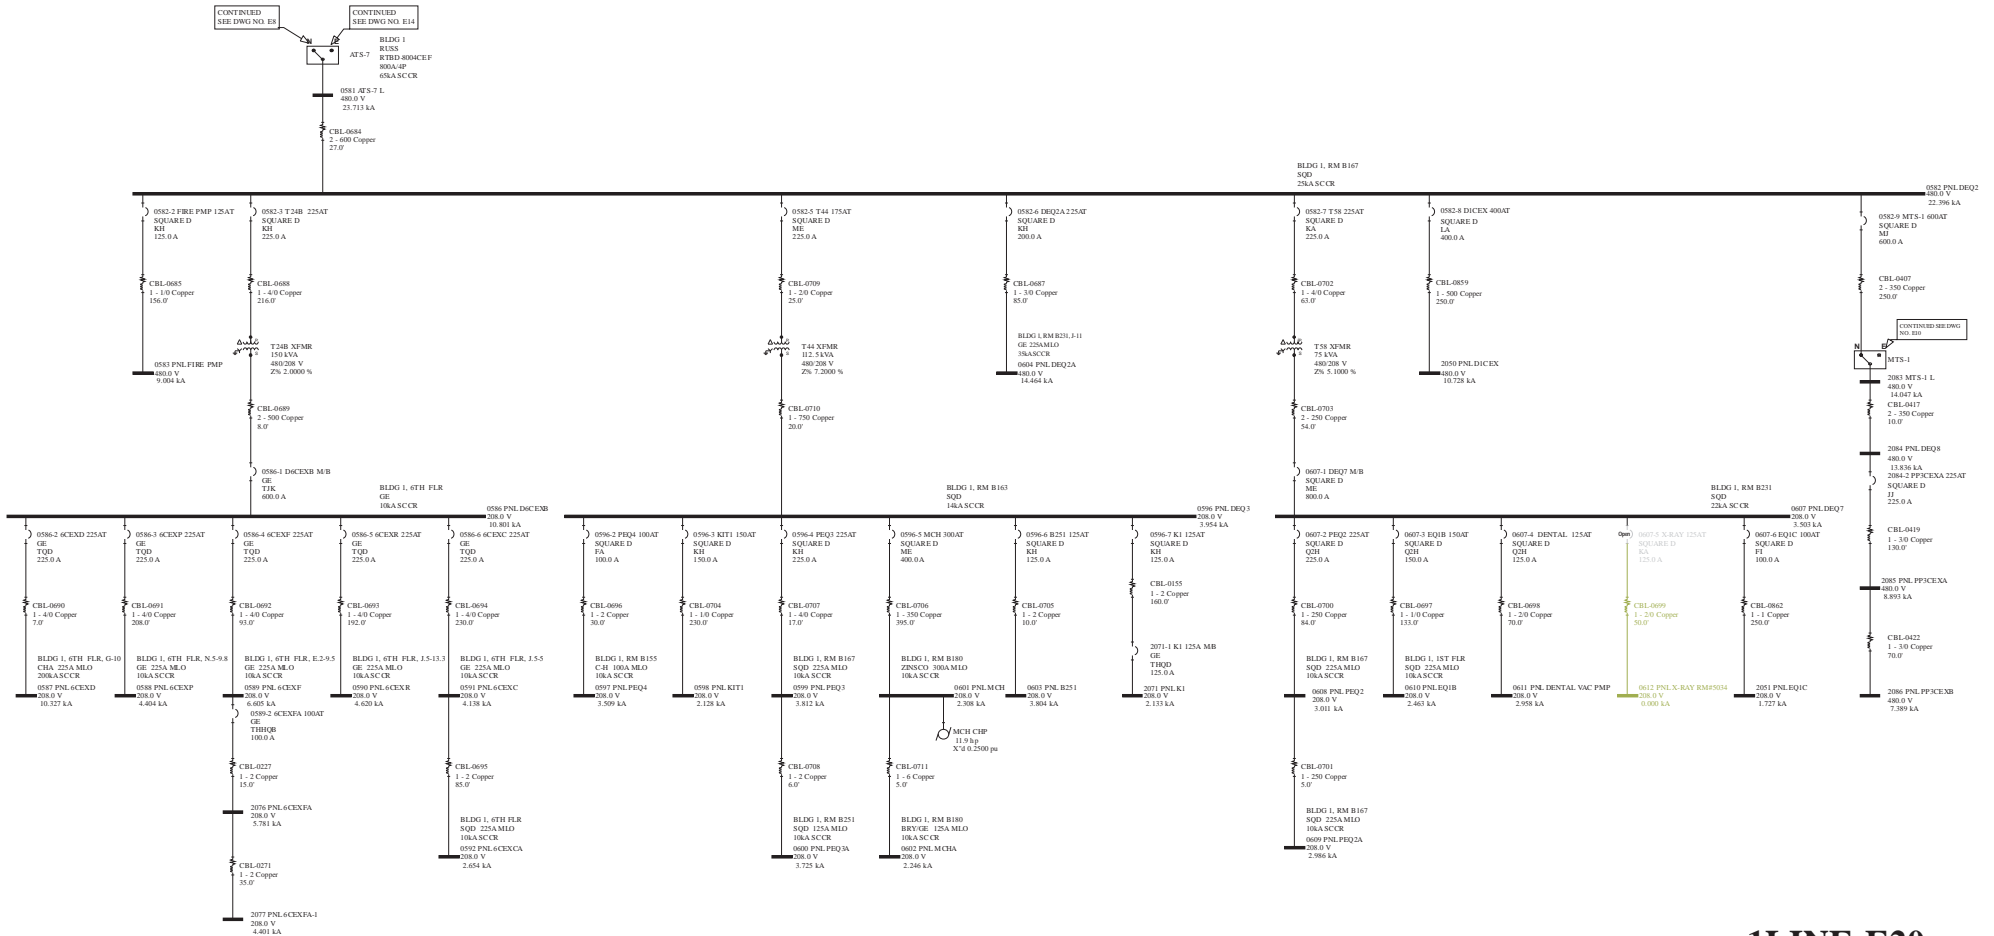 CONTINUED
SEE DWG NO. E8
CONTINUED
SEE DWG NO. E14
N
E
ATS-7
BLDG 1
RUSS
RTBD-8004CEF
800A/4P
65kA SCCR
0581 ATS-7 L
480.0 V
23.713 kA
CBL-0684
2 - 600 Copper
27.0'
BLDG 1, RM B167
SQD
25kA SCCR
0582 PNL DEQ2
480.0 V
22.396 kA
0582-2 FIRE PMP 125AT
SQUARE D
KH
125.0 A
0582-3 T24B 225AT
SQUARE D
KH
225.0 A
0582-5 T44 175AT
SQUARE D
ME
225.0 A
0582-6 DEQ2A 225AT
SQUARE D
KH
200.0 A
0582-7 T58 225AT
SQUARE D
KA
225.0 A
0582-8 D1CEX 400AT
SQUARE D
LA
400.0 A
0582-9 MTS-1 600AT
SQUARE D
MJ
600.0 A
CBL-0685
1 - 1/0 Copper
156.0'
CBL-0688
1 - 4/0 Copper
216.0'
CBL-0709
1 - 2/0 Copper
25.0'
CBL-0687
1 - 3/0 Copper
85.0'
CBL-0702
1 - 4/0 Copper
63.0'
CBL-0859
1 - 500 Copper
250.0'
CBL-0407
2 - 350 Copper
250.0'
0583 PNL FIRE PMP
480.0 V
9.004 kA
T24B XFMR
150 kVA
480/208 V
Z% 2.0000 %
T44 XFMR
112.5 kVA
480/208 V
Z% 7.2000 %
BLDG 1, RM B231, J-11
GE 225A MLO
35kA SCCR
0604 PNL DEQ2A
480.0 V
14.464 kA
T58 XFMR
75 kVA
480/208 V
Z% 5.1000 %
2050 PNL D1CEX
480.0 V
10.728 kA
CONTINUED SEE DWG
NO. E10
N
E
MTS-1
2083 MTS-1 L
480.0 V
14.047 kA
CBL-0417
2 - 350 Copper
10.0'
2084 PNL DEQ8
480.0 V
13.836 kA
2084-2 PP3CEXA 225AT
SQUARE D
JJ
225.0 A
CBL-0419
1 - 3/0 Copper
130.0'
2085 PNL PP3CEXA
480.0 V
8.893 kA
CBL-0422
1 - 3/0 Copper
70.0'
2086 PNL PP3CEXB
480.0 V
7.389 kA
CBL-0689
2 - 500 Copper
8.0'
CBL-0710
1 - 750 Copper
20.0'
CBL-0703
2 - 250 Copper
54.0'
0586-1 D6CEXB M/B
GE
TJK
600.0 A
0607-1 DEQ7 M/B
SQUARE D
ME
800.0 A
BLDG 1, 6TH FLR
GE
10kA SCCR
0586 PNL D6CEXB
208.0 V
10.801 kA
BLDG 1, RM B163
SQD
14kA SCCR
0596 PNL DEQ3
208.0 V
3.954 kA
BLDG 1, RM B231
SQD
22kA SCCR
0607 PNL DEQ7
208.0 V
3.503 kA
0586-2 6CEXD 225AT
GE
TQD
225.0 A
0586-3 6CEXP 225AT
GE
TQD
225.0 A
0586-4 6CEXF 225AT
GE
TQD
225.0 A
0586-5 6CEXR 225AT
GE
TQD
225.0 A
0586-6 6CEXC 225AT
GE
TQD
225.0 A
0596-2 PEQ4 100AT
SQUARE D
FA
100.0 A
0596-3 KIT1 150AT
SQUARE D
KH
150.0 A
0596-4 PEQ3 225AT
SQUARE D
KH
225.0 A
0596-5 MCH 300AT
SQUARE D
ME
400.0 A
0596-6 B251 125AT
SQUARE D
KH
125.0 A
0596-7 K1 125AT
SQUARE D
KH
125.0 A
0607-2 PEQ2 225AT
SQUARE D
Q2H
225.0 A
0607-3 EQ1B 150AT
SQUARE D
Q2H
150.0 A
0607-4 DENTAL 125AT
SQUARE D
Q2H
125.0 A
Open
0607-5 X-RAY 125AT
SQUARE D
KA
125.0 A
0607-6 EQ1C 100AT
SQUARE D
FI
100.0 A
CBL-0690
1 - 4/0 Copper
7.0'
CBL-0691
1 - 4/0 Copper
208.0'
CBL-0692
1 - 4/0 Copper
93.0'
CBL-0693
1 - 4/0 Copper
192.0'
CBL-0694
1 - 4/0 Copper
230.0'
CBL-0696
1 - 2 Copper
30.0'
CBL-0704
1 - 1/0 Copper
230.0'
CBL-0707
1 - 4/0 Copper
17.0'
CBL-0706
1 - 350 Copper
395.0'
CBL-0705
1 - 2 Copper
10.0'
CBL-0155
1 - 2 Copper
160.0'
2071-1 K1 125A M/B
GE
THQD
125.0 A
CBL-0700
1 - 250 Copper
84.0'
CBL-0697
1 - 1/0 Copper
133.0'
CBL-0698
1 - 2/0 Copper
70.0'
CBL-0699
1 - 2/0 Copper
50.0'
CBL-0862
1 - 1 Copper
250.0'
BLDG 1, 6TH FLR, G-10
CHA 225A MLO
200kA SCCR
0587 PNL 6CEXD
208.0 V
10.327 kA
BLDG 1, 6TH FLR, N.5-9.8
GE 225A MLO
10kA SCCR
0588 PNL 6CEXP
208.0 V
4.404 kA
BLDG 1, 6TH FLR, E.2-9.5
GE 225A MLO
10kA SCCR
0589 PNL 6CEXF
208.0 V
6.605 kA
BLDG 1, 6TH FLR, J.5-13.3
GE 225A MLO
10kA SCCR
0590 PNL 6CEXR
208.0 V
4.620 kA
BLDG 1, 6TH FLR, J.5-5
GE 225A MLO
10kA SCCR
0591 PNL 6CEXC
208.0 V
4.138 kA
BLDG 1, RM B155
C-H 100A MLO
10kA SCCR
0597 PNL PEQ4
208.0 V
3.509 kA
0598 PNL KIT1
208.0 V
2.128 kA
BLDG 1, RM B167
SQD 225A MLO
10kA SCCR
0599 PNL PEQ3
208.0 V
3.812 kA
BLDG 1, RM B180
ZINSCO 300A MLO
10kA SCCR
0601 PNL MCH
208.0 V
2.308 kA
0603 PNL B251
208.0 V
3.804 kA
2071 PNL K1
208.0 V
2.133 kA
BLDG 1, RM B167
SQD 225A MLO
10kA SCCR
0608 PNL PEQ2
208.0 V
3.011 kA
BLDG 1, 1ST FLR
SQD 225A MLO
10kA SCCR
0610 PNL EQ1B
208.0 V
2.463 kA
0611 PNL DENTAL VAC PMP
208.0 V
2.958 kA
0612 PNL X-RAY RM#5034
208.0 V
0.000 kA
2051 PNL EQ1C
208.0 V
1.727 kA
0589-2 6CEXFA 100AT
GE
THHQB
100.0 A
MCH CHP
11.9 hp
X"d 0.2500 pu
CBL-0227
1 - 2 Copper
15.0'
CBL-0695
1 - 2 Copper
85.0'
CBL-0708
1 - 2 Copper
6.0'
CBL-0711
1 - 6 Copper
5.0'
CBL-0701
1 - 250 Copper
5.0'
2076 PNL 6CEXFA
208.0 V
5.781 kA
BLDG 1, 6TH FLR
SQD 225A MLO
10kA SCCR
0592 PNL 6CEXCA
208.0 V
2.654 kA
BLDG 1, RM B251
SQD 125A MLO
10kA SCCR
0600 PNL PEQ3A
208.0 V
3.725 kA
BLDG 1, RM B180
BRY/GE 125A MLO
10kA SCCR
0602 PNL MCHA
208.0 V
2.246 kA
BLDG 1, RM B167
SQD 225A MLO
10kA SCCR
0609 PNL PEQ2A
208.0 V
2.986 kA
CBL-0271
1 - 2 Copper
35.0'
2077 PNL 6CEXFA-1
208.0 V
4.401 kA